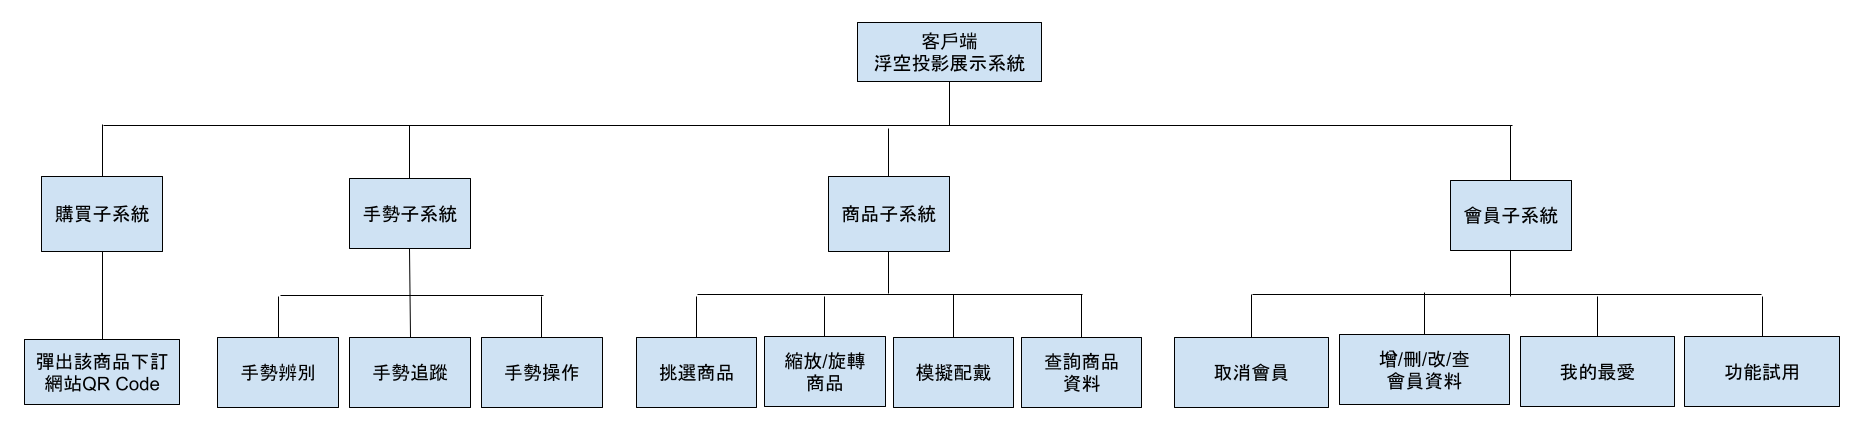 客戶端
浮空投影展示系統
購買子系統
手勢子系統
商品子系統
會員子系統
彈出該商品下訂
網站QR Code
手勢辨別
手勢追蹤
手勢操作
挑選商品
縮放/旋轉
商品
模擬配戴
查詢商品
資料
取消會員
增/刪/改/查
會員資料
我的最愛
功能試用